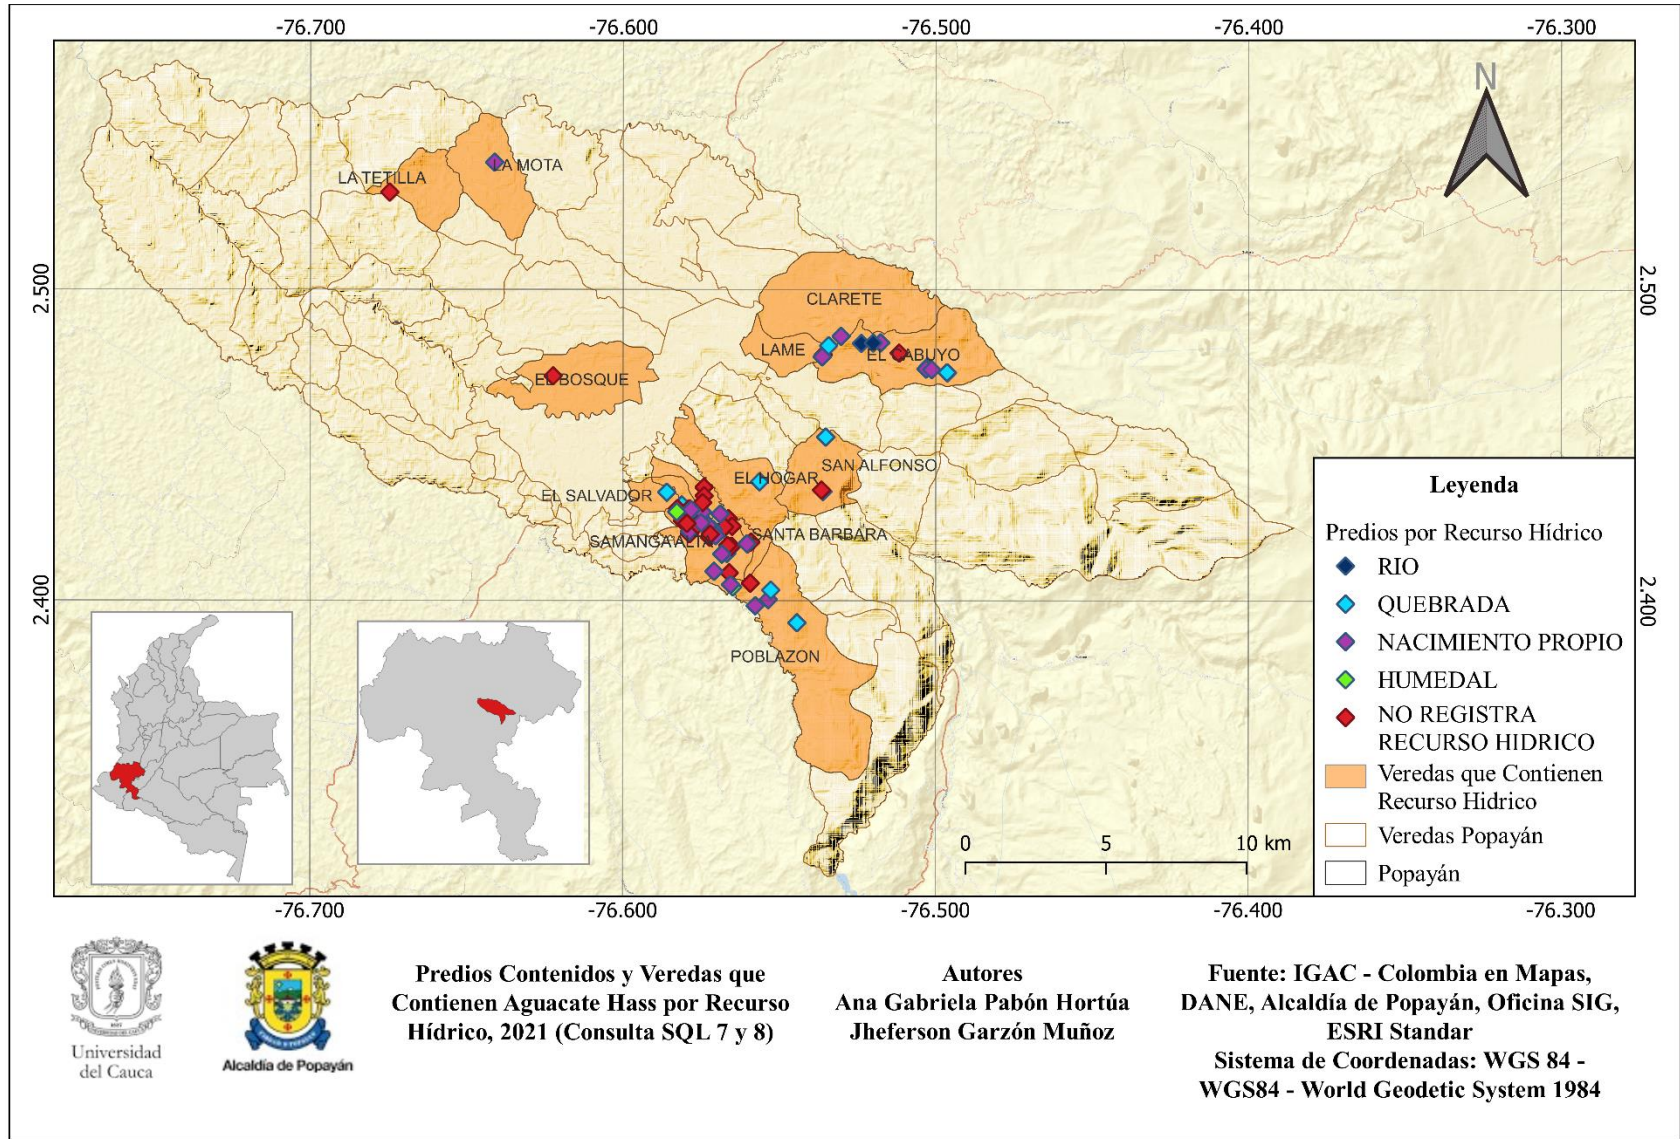 -76.700
-76.600
-76.500
-76.400
-76.300
N
LA MOTA
LA TETILLA
2.500
2.500
CLARETE
LAME
EL CABUYO
EL BOSQUE
SAN ALFONSO
EL HOGAR
EL SALVADOR
SANTA BARBARA
SAMANGA ALTA
2.400
2.400
POBLAZON
Leyenda
Predios por Recurso Hídrico
RIO
QUEBRADA
NACIMIENTO PROPIO
HUMEDAL
NO REGISTRA
RECURSO HIDRICO
Veredas que Contienen
Recurso Hidrico
Veredas Popayán
Popayán
0
5
10 km
-76.700
-76.600
-76.500
-76.400
-76.300
Universidad
del Cauca
Alcaldía de Popayán
Predios Contenidos y Veredas que
Contienen Aguacate Hass por Recurso
Hídrico, 2021 (Consulta SQL 7 y 8)
Autores
Ana Gabriela Pabón Hortúa
Jheferson Garzón Muñoz
Fuente: IGAC - Colombia en Mapas,
DANE, Alcaldía de Popayán, Oficina SIG,
ESRI Standar
Sistema de Coordenadas: WGS 84 -
WGS84 - World Geodetic System 1984